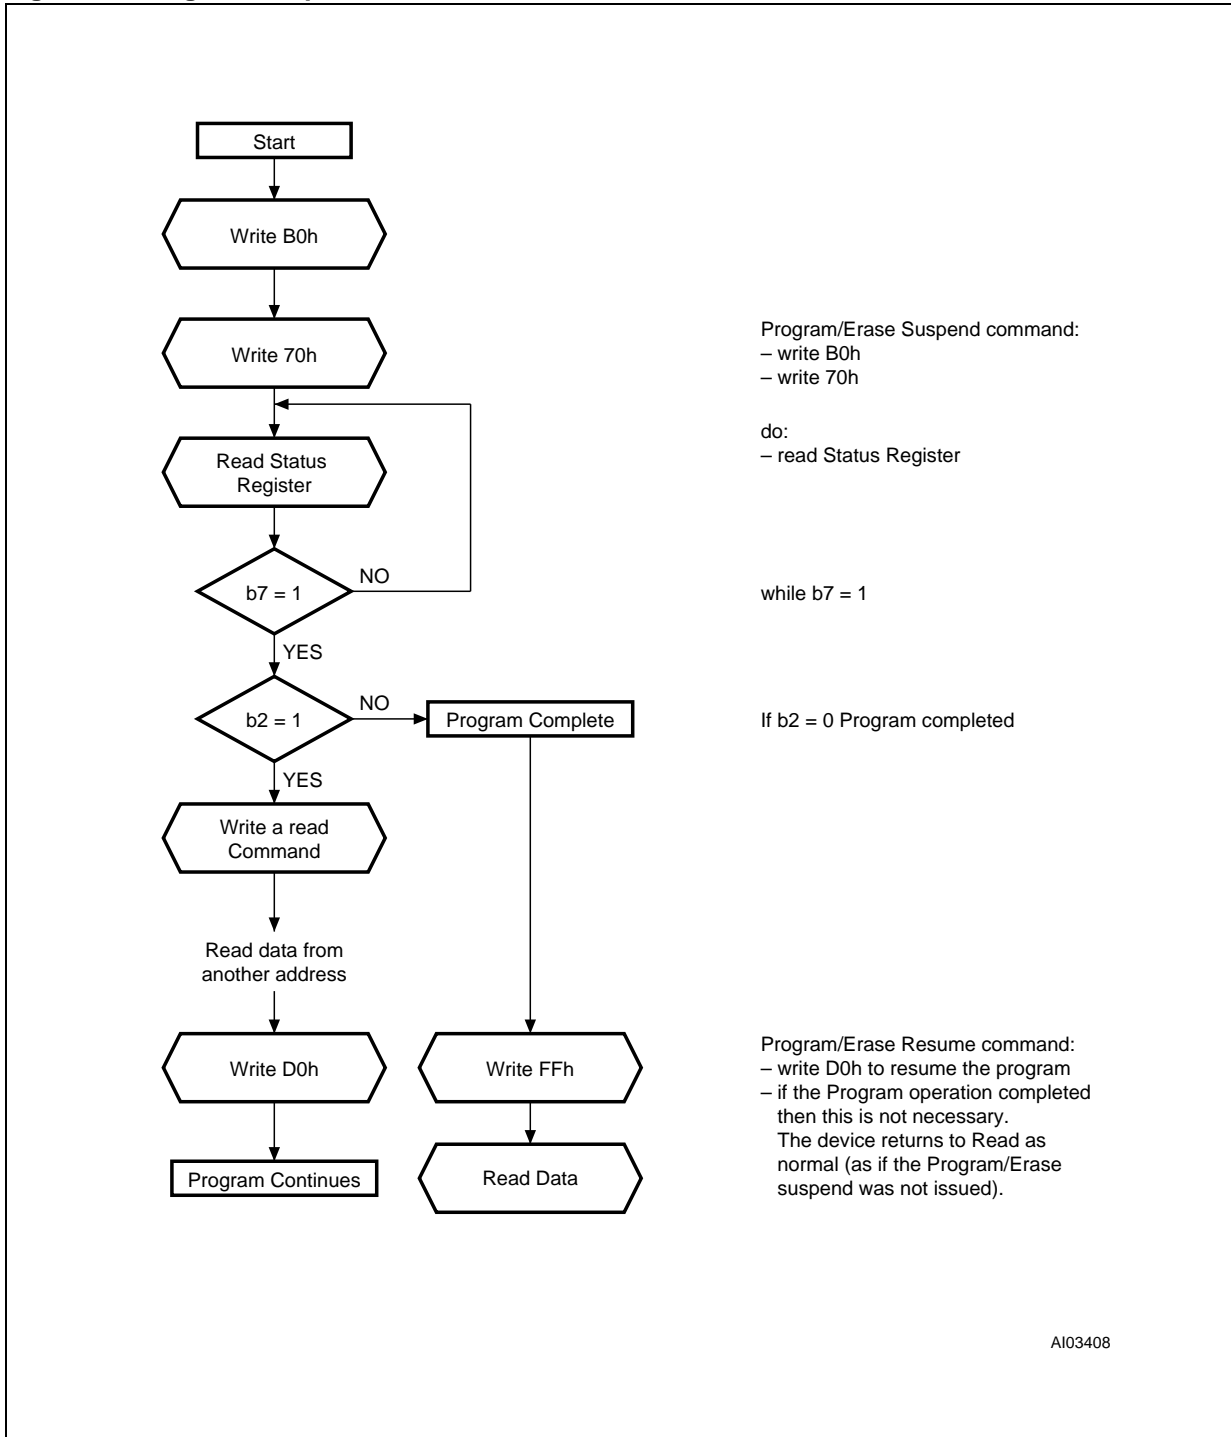 Start
Write B0h
Write 70h
Program/Erase Suspend command:
– write B0h
– write 70h
do:
– read Status Register
Read Status
Register
b7 = 1
NO
while b7 = 1
YES
b2 = 1
NO
Program Complete
If b2 = 0 Program completed
YES
Write a read
Command
Read data from
another address
Write D0h
Write FFh
Program/Erase Resume command:
– write D0h to resume the program
– if the Program operation completed
then this is not necessary.
The device returns to Read as
normal (as if the Program/Erase
suspend was not issued).
Program Continues
Read Data
AI03408